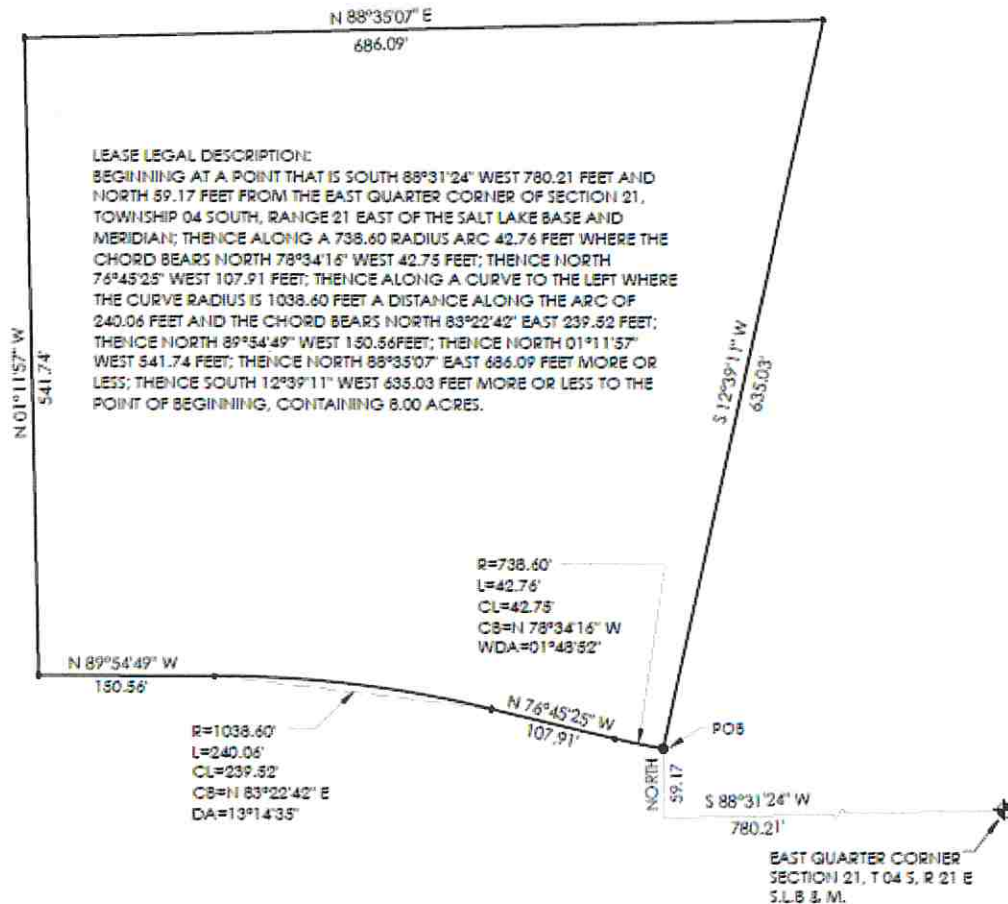 N 88°35'07" E
686.09'
LEASE LEGAL DESCRIPTION:
BEGINNING AT A POINT THAT IS SOUTH 88°31'24" WEST 780.21 FEET AND
NORTH 59.17 FEET FROM THE EAST QUARTER CORNER OF SECTION 21,
TOWNSHIP 04 SOUTH, RANGE 21 EAST OF THE SALT LAKE BASE AND
MERIDIAN; THENCE ALONG A 738.60 RADIUS ARC 42.76 FEET WHERE THE
CHORD BEARS NORTH 78°34'16" WEST 42.75 FEET; THENCE NORTH
76°45'25" WEST 107.91 FEET; THENCE ALONG A CURVE TO THE LEFT WHERE
THE CURVE RADIUS IS 1038.60 FEET A DISTANCE ALONG THE ARC OF
240.06 FEET AND THE CHORD BEARS NORTH 83°22'42" EAST 239.52 FEET;
THENCE NORTH 89°54'49" WEST 150.56FEET; THENCE NORTH 01°11'57"
WEST 541.74 FEET; THENCE NORTH 88°35'07" EAST 686.09 FEET MORE OR
LESS; THENCE SOUTH 12°39'11" WEST 635.03 FEET MORE OR LESS TO THE
POINT OF BEGINNING, CONTAINING 8.00 ACRES.
N 01°11'57" W
541.74'
S 12°39'11" W
635.03'
R=738.60'
L=42.76'
CL=42.75'
CB=N 78°34'16" W
WDA=01°48'52"
N 89°54'49" W
150.56'
N 76°45'25" W
107.91'
R=1038.60'
L=240.06'
CL=239.52'
CB=N 83°22'42" E
DA=13°14'35"
POB
NORTH
59.17
S 88°31'24" W
780.21'
EAST QUARTER CORNER
SECTION 21, T 04 S, R 21 E
S.L.B & M.